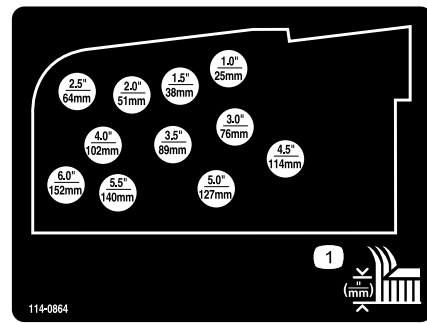 1.0"
25mm
1.5"
38mm
2.0"
51mm
2.5"
64mm
3.0"
76mm
3.5"
89mm
4.0"
102mm
4.5"
114mm
5.0"
127mm
5.5"
140mm
6.0"
152mm
1
"
(mm)
114-0864